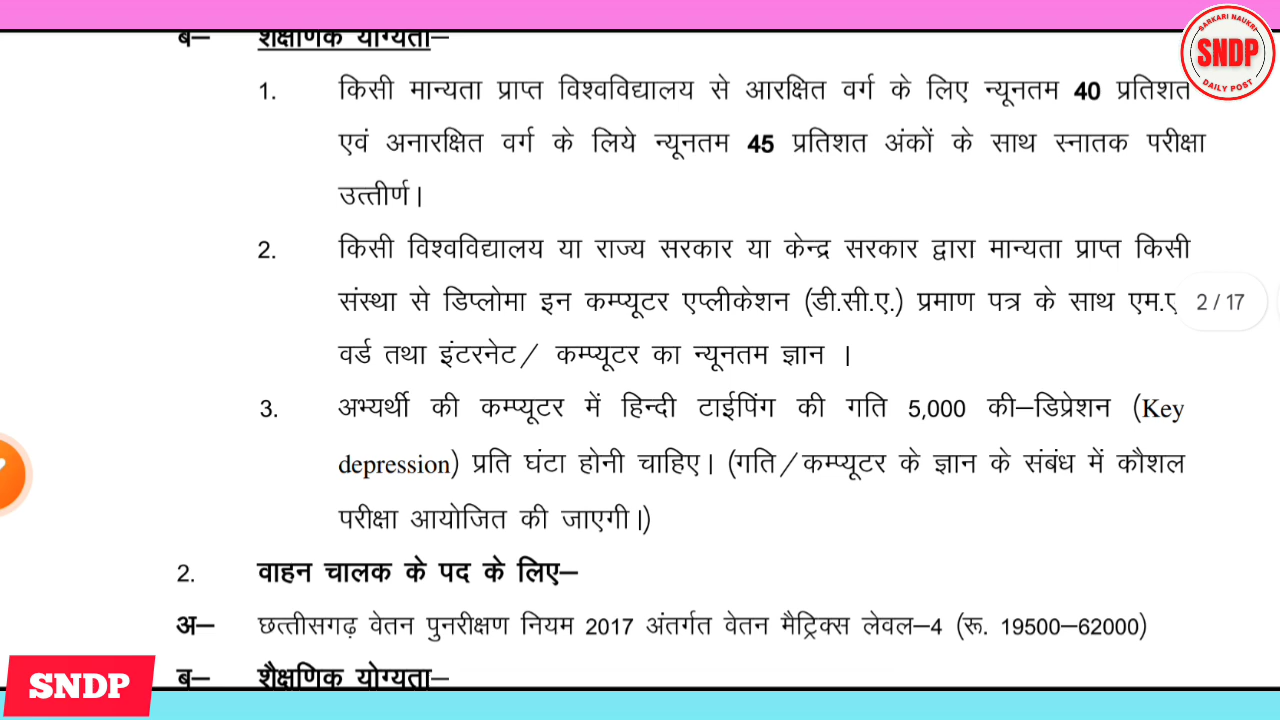 SARKARI NAUKRI
SNDP
DAILY POST
ब– शैक्षणिक योग्यता–
1. किसी मान्यता प्राप्त विश्वविद्यालय से आरक्षित वर्ग के लिए न्यूनतम 40 प्रतिशत
एवं अनारक्षित वर्ग के लिये न्यूनतम 45 प्रतिशत अंकों के साथ स्नातक परीक्षा
उत्तीर्ण।
2. किसी विश्वविद्यालय या राज्य सरकार या केन्द्र सरकार द्वारा मान्यता प्राप्त किसी
संस्था से डिप्लोमा इन कम्प्यूटर एप्लीकेशन (डी.सी.ए.) प्रमाण पत्र के साथ
2 / 17
वर्ड तथा इंटरनेट/ कम्प्यूटर का न्यूनतम ज्ञान ।
3. अभ्यर्थी की कम्प्यूटर में हिन्दी टाईपिंग की गति 5,000 की–डिप्रेशन (Key
depression) प्रति घंटा होनी चाहिए। (गति/कम्प्यूटर के ज्ञान के संबंध में कौशल
परीक्षा आयोजित की जाएगी।)
2. वाहन चालक के पद के लिए–
अ– छत्तीसगढ़ वेतन पुनरीक्षण नियम 2017 अंतर्गत वेतन मैट्रिक्स लेवल–4 (रू. 19500–62000)
ब– शैक्षणिक योग्यता–
SNDP